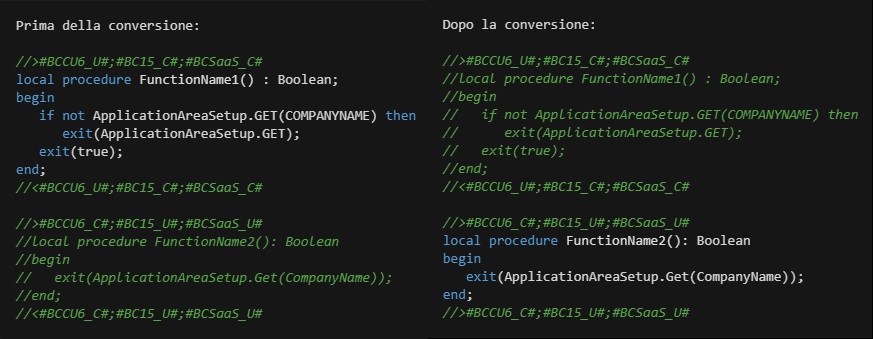 Prima della conversione:
//>#BCCU6_U#;#BC15_C#;#BCSaaS_C#
local procedure FunctionName1() : Boolean;
begin
   if not ApplicationAreaSetup.GET(COMPANYNAME) then
      exit(ApplicationAreaSetup.GET);
   exit(true);
end;
//<#BCCU6_U#;#BC15_C#;#BCSaaS_C#
//>#BCCU6_C#;#BC15_U#;#BCSaaS_U#
//local procedure FunctionName2(): Boolean
//begin
//   exit(ApplicationAreaSetup.Get(CompanyName));
//end;
//<#BCCU6_C#;#BC15_U#;#BCSaaS_U#
Dopo la conversione:
//>#BCCU6_U#;#BC15_C#;#BCSaaS_C#
//local procedure FunctionName1() : Boolean;
//begin
//   if not ApplicationAreaSetup.GET(COMPANYNAME) then
//      exit(ApplicationAreaSetup.GET);
//   exit(true);
//end;
//<#BCCU6_U#;#BC15_C#;#BCSaaS_C#
//>#BCCU6_C#;#BC15_U#;#BCSaaS_U#
local procedure FunctionName2(): Boolean
begin
   exit(ApplicationAreaSetup.Get(CompanyName));
end;
//>#BCCU6_C#;#BC15_U#;#BCSaaS_U#